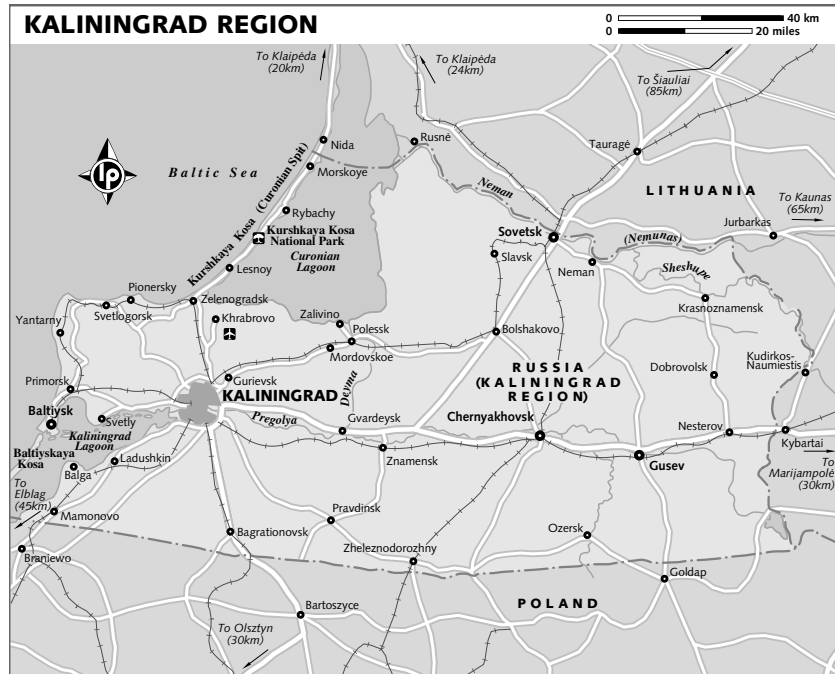 KALININGRAD REGION
0 40 km
0 20 miles
To Klaipėda
(20km)
To Klaipėda
(24km)
To Šiauliai
(85km)
lp
Baltic Sea
Nida
Morskoye
Rusnė
Tauragė
Neman
LITHUANIA
To Kaunas
(65km)
Kurshkaya Kosa (Curonian Spit)
Rybachy
Kurshkaya Kosa
National Park
Curonian
Lagoon
Sovetsk
(Nemunas)
Jurbarkas
Slavsk
Neman
Sheshupe
Lesnoy
Pionersky
Zelenogradsk
Svetlogorsk
Khrabrovo
Zalivino
Krasnoznamensk
Yantarny
Polessk
Bolshakovo
Mordovskoe
RUSSIA
(KALININGRAD
REGION)
Dobrovolsk
Kudirkos-
Naumiestis
Primorsk
Gurievsk
KALININGRAD
Deyma
Baltiysk
Svetly
Pregolya
Gvardeysk
Chernyakhovsk
Nesterov
Kybartai
Kaliningrad
Lagoon
Baltiyskaya
Kosa
Ladushkin
Balga
Znamensk
Gusev
To
Marijampolė
(30km)
To
Elblag
(45km)
Mamonovo
Pravdinsk
Bagrationovsk
Ozersk
Braniewo
Zheleznodorozhny
Goldap
Bartoszyce
POLAND
To Olsztyn
(30km)